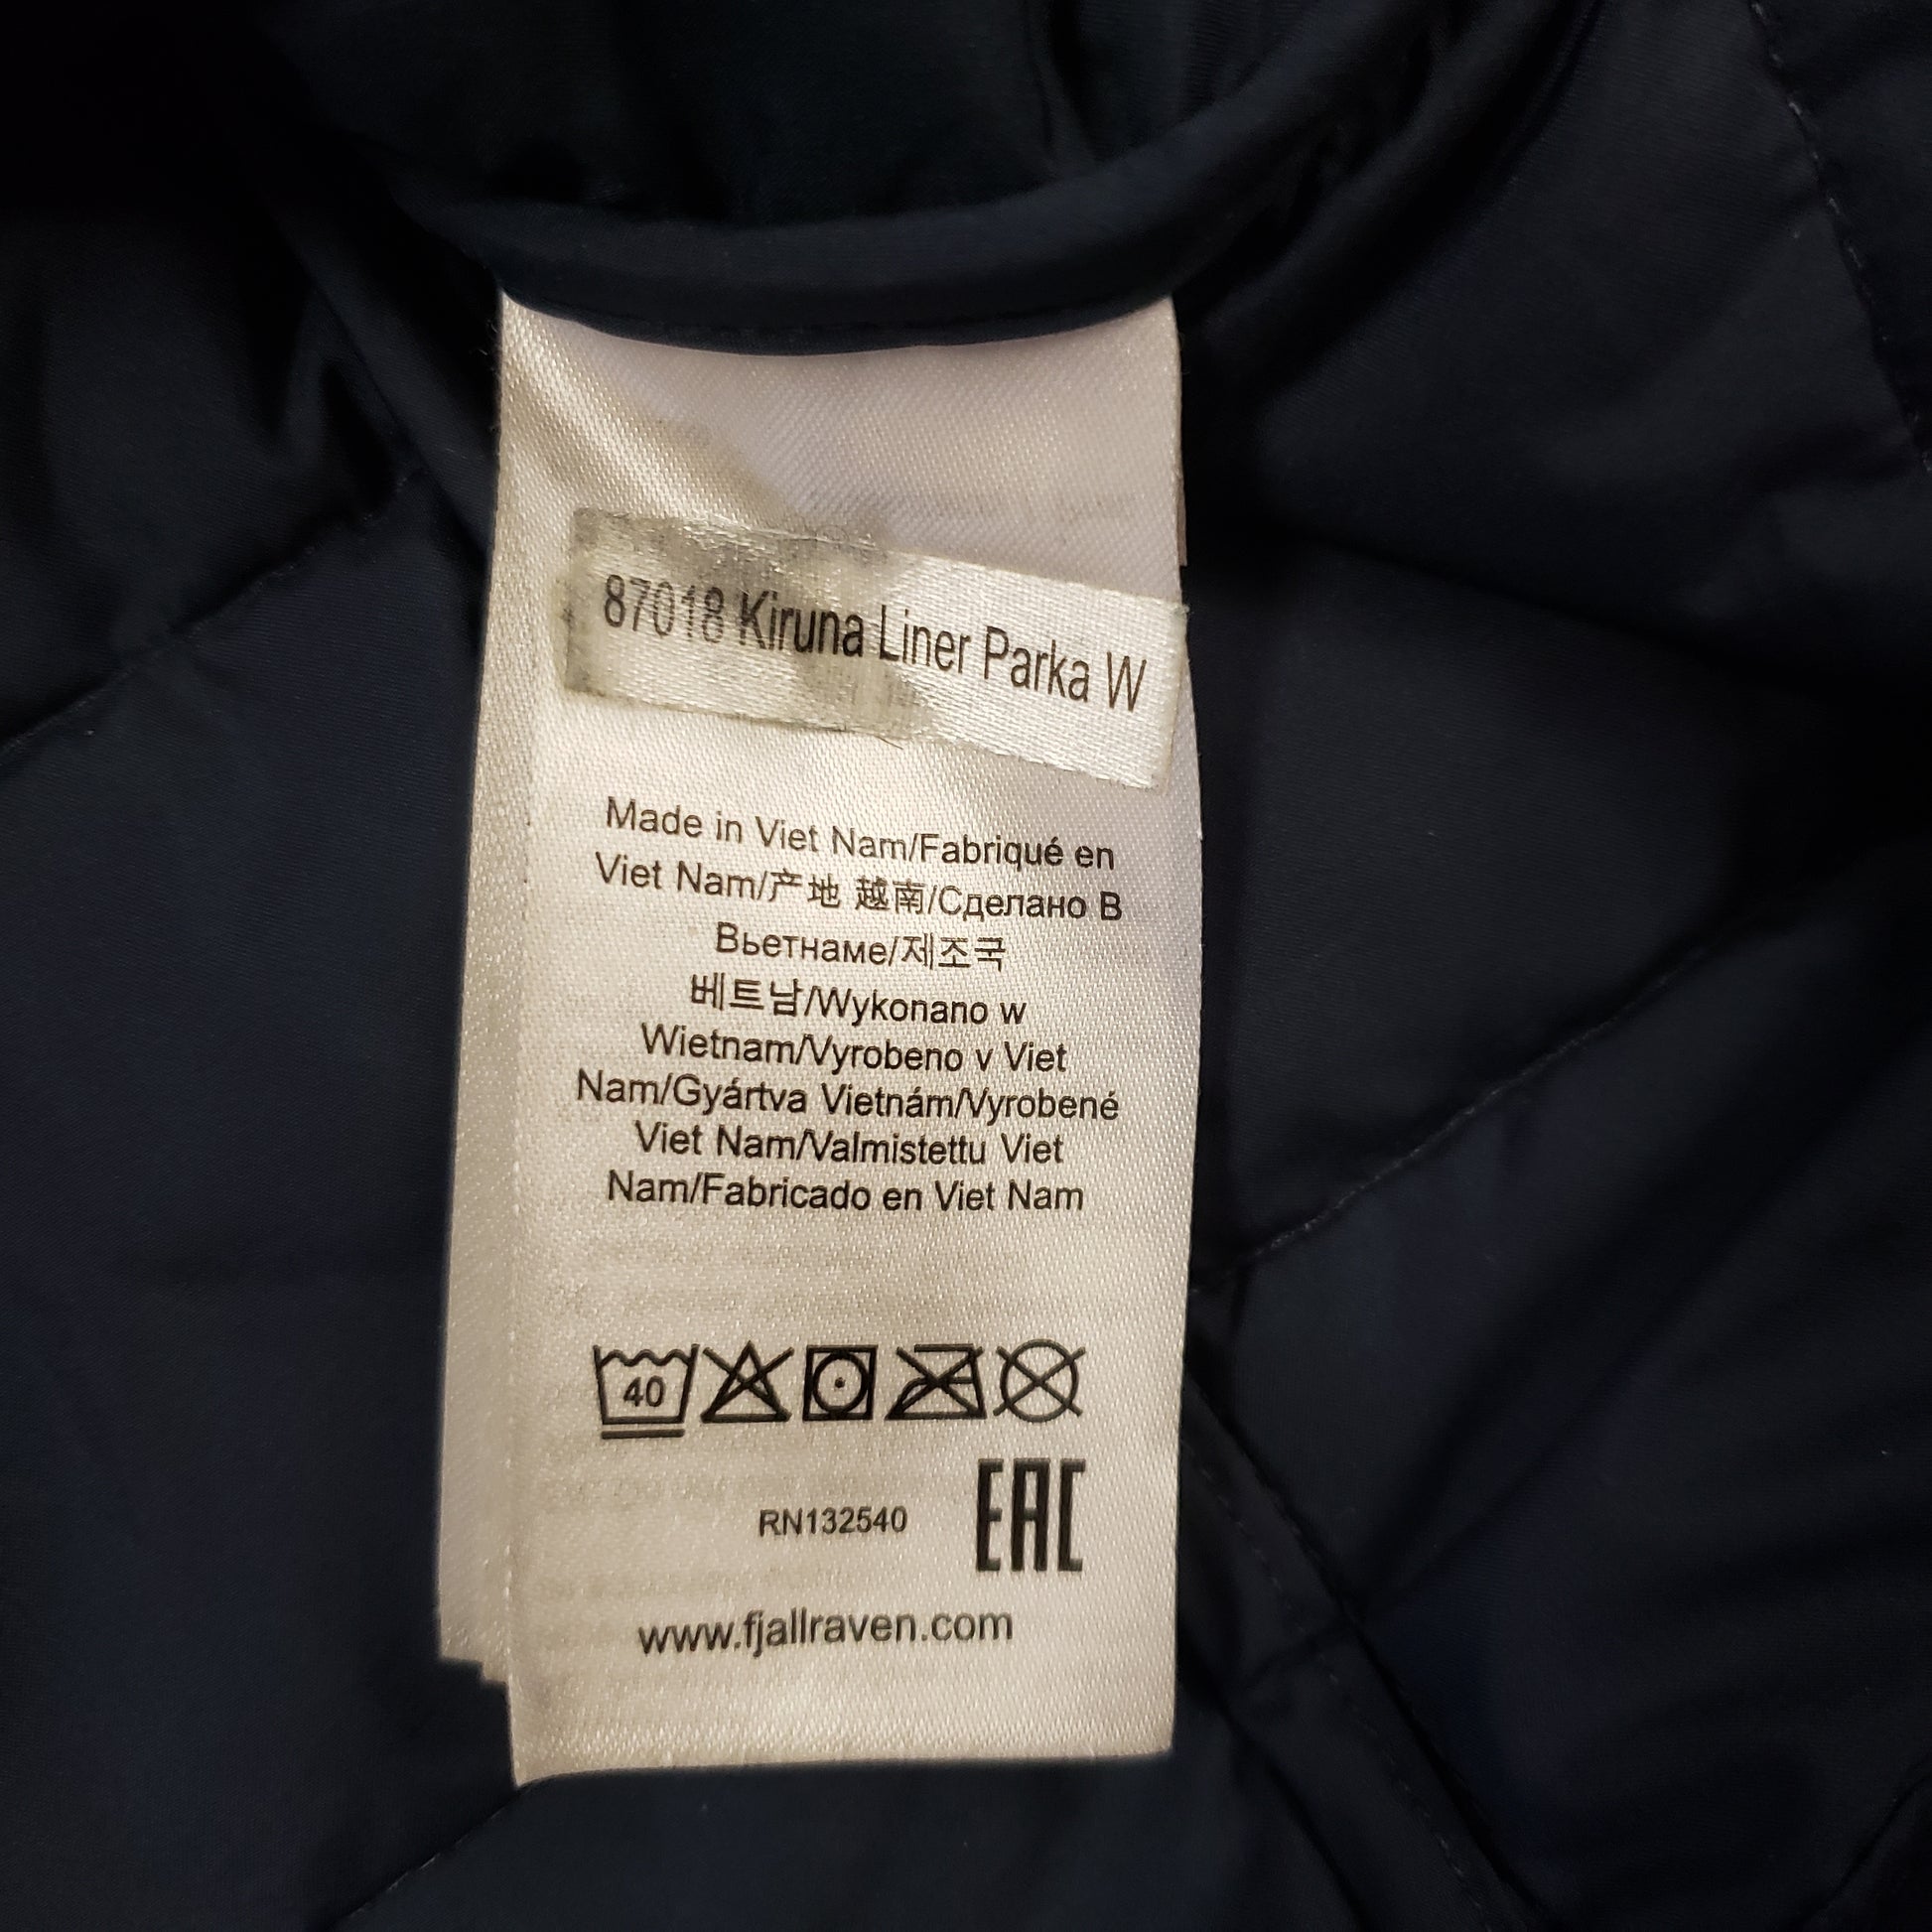 87018 Kiruna Liner Parka W
Made in Viet Nam/Fabriqué en
Viet Nam/产地 越南/Сделано В
Вьетнаме/제조국
베트남/Wykonano w
Wietnam/Vyrobeno v Viet
Nam/Gyártva Vietnám/Vyrobené
Viet Nam/Valmistettu Viet
Nam/Fabricado en Viet Nam
40
EAC
RN132540
www.fjallraven.com